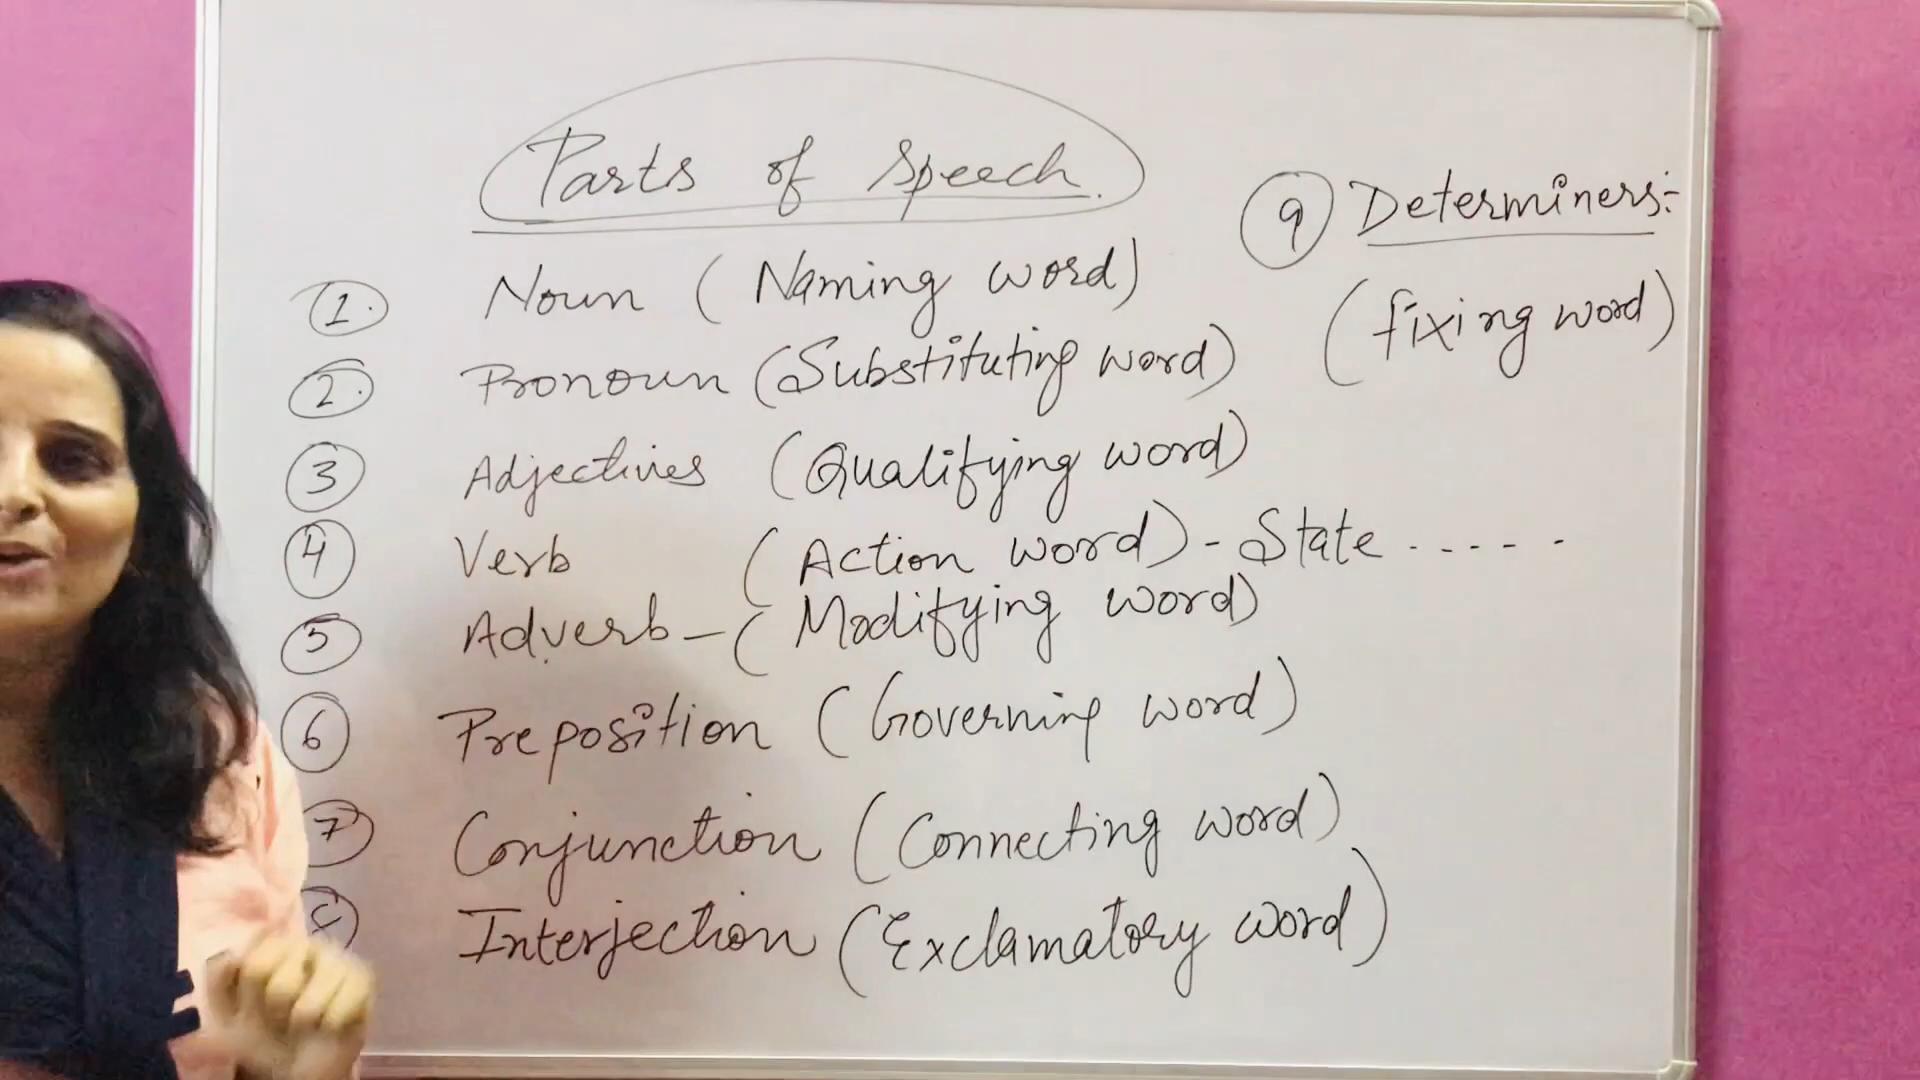 Parts of Speech.
1. Noun (Naming word)
2. Pronoun (Substituting word)
3 Adjectives (Qualifying word)
4 Verb (Action word) - State . - - - -
5 Adverb - (Modifying word)
6 Preposition (Governing word)
7 Conjunction (Connecting word)
Interjection (Exclamatory word)
9 Determiners:-
(fixing word)